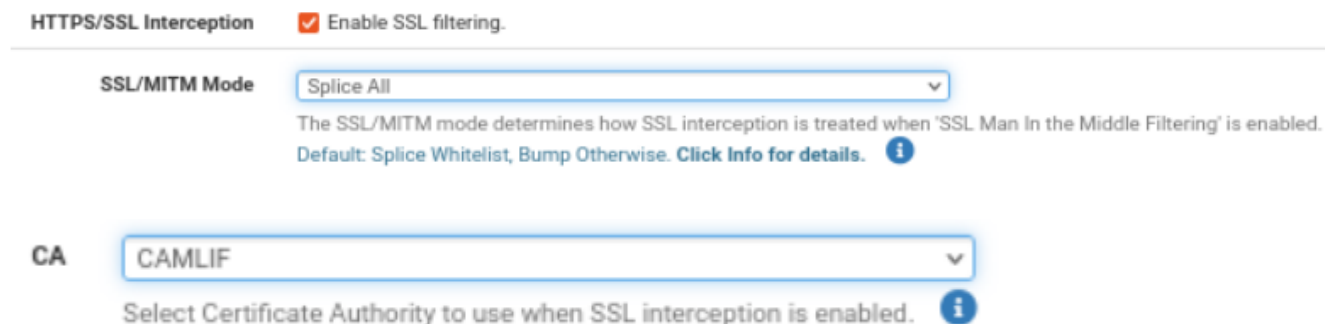 HTTPS/SSL Interception Enable SSL filtering.
SSL/MITM Mode Splice All
The SSL/MITM mode determines how SSL interception is treated when 'SSL Man In the Middle Filtering' is enabled.
Default: Splice Whitelist, Bump Otherwise. Click Info for details.
CA CAMLIF
Select Certificate Authority to use when SSL interception is enabled.